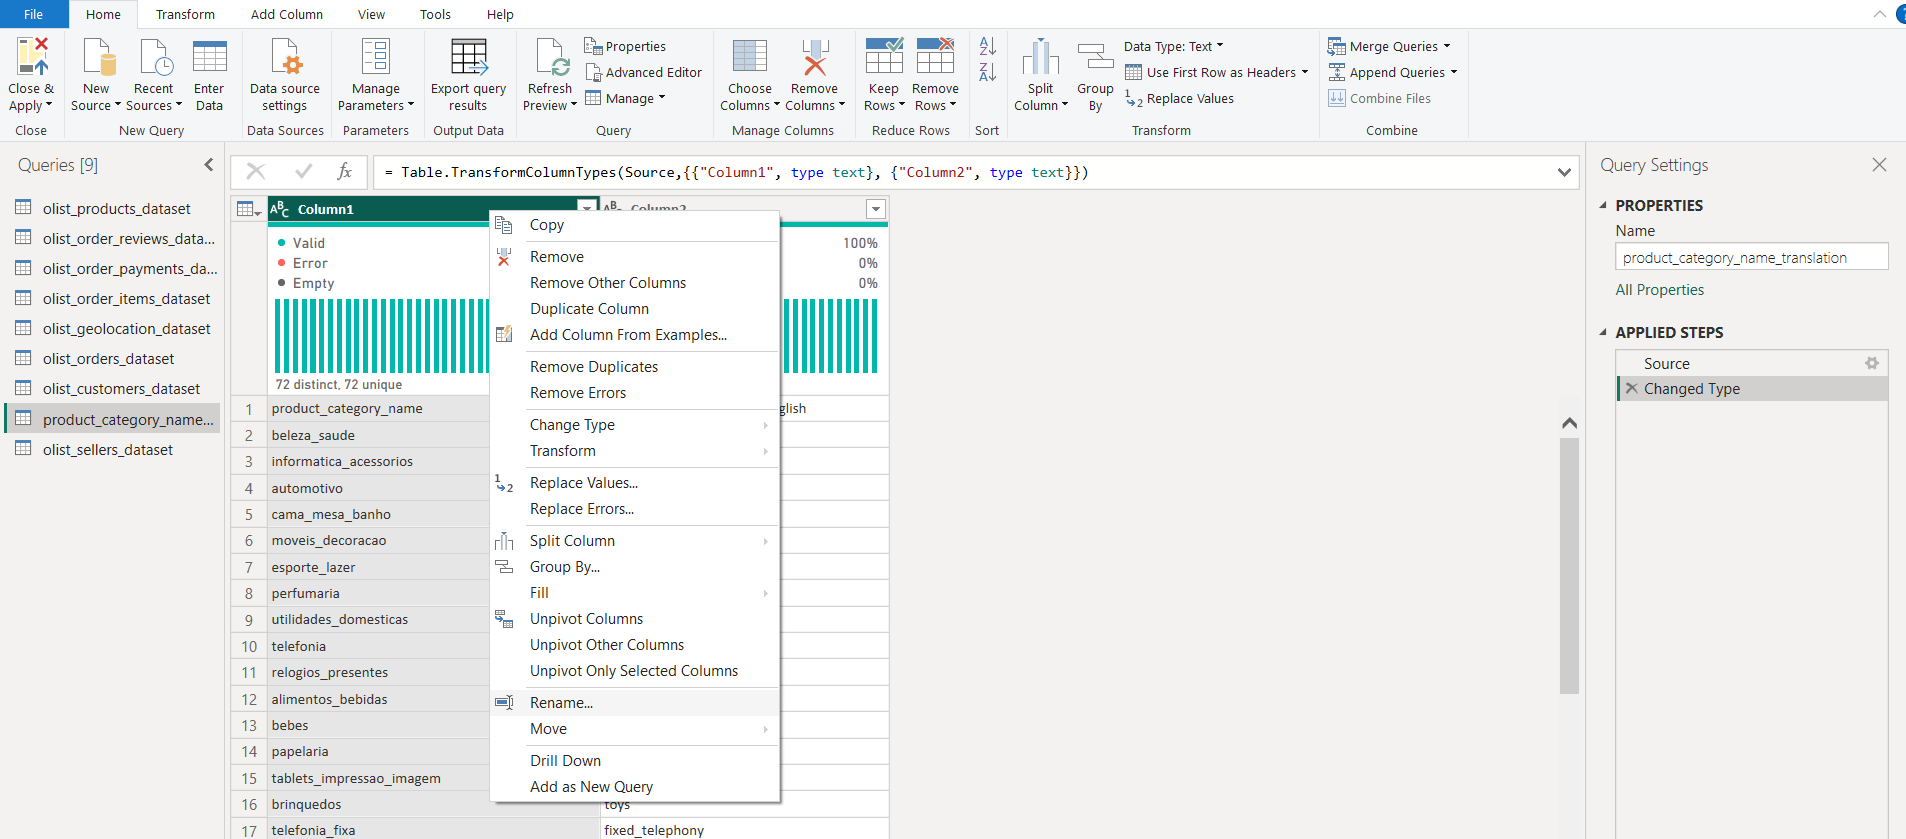 File Home Transform Add Column View Tools Help
Close & Apply
Close
New Source
Recent Sources
Enter Data
New Query
Data source settings
Data Sources
Manage Parameters
Parameters
Export query results
Output Data
Refresh Preview
Properties
Advanced Editor
Manage
Query
Choose Columns
Remove Columns
Manage Columns
Keep Rows
Remove Rows
Reduce Rows
Sort
Split Column
Group By
Data Type: Text
Use First Row as Headers
Replace Values
Transform
Merge Queries
Append Queries
Combine Files
Combine
Queries [9]
olist_products_dataset
olist_order_reviews_data...
olist_order_payments_da...
olist_order_items_dataset
olist_geolocation_dataset
olist_orders_dataset
olist_customers_dataset
product_category_name...
olist_sellers_dataset
fx = Table.TransformColumnTypes(Source,{{"Column1", type text}, {"Column2", type text}})
ABC Column1
Column2
Valid
Error
Empty
100%
0%
0%
72 distinct, 72 unique
1 product_category_name glish
2 beleza_saude
3 informatica_acessorios
4 automotivo
5 cama_mesa_banho
6 moveis_decoracao
7 esporte_lazer
8 perfumaria
9 utilidades_domesticas
10 telefonia
11 relogios_presentes
12 alimentos_bebidas
13 bebes
14 papelaria
15 tablets_impressao_imagem
16 brinquedos toys
17 telefonia_fixa fixed_telephony
Copy
Remove
Remove Other Columns
Duplicate Column
Add Column From Examples...
Remove Duplicates
Remove Errors
Change Type
Transform
Replace Values...
Replace Errors...
Split Column
Group By...
Fill
Unpivot Columns
Unpivot Other Columns
Unpivot Only Selected Columns
Rename...
Move
Drill Down
Add as New Query
Query Settings
PROPERTIES
Name
product_category_name_translation
All Properties
APPLIED STEPS
Source
Changed Type